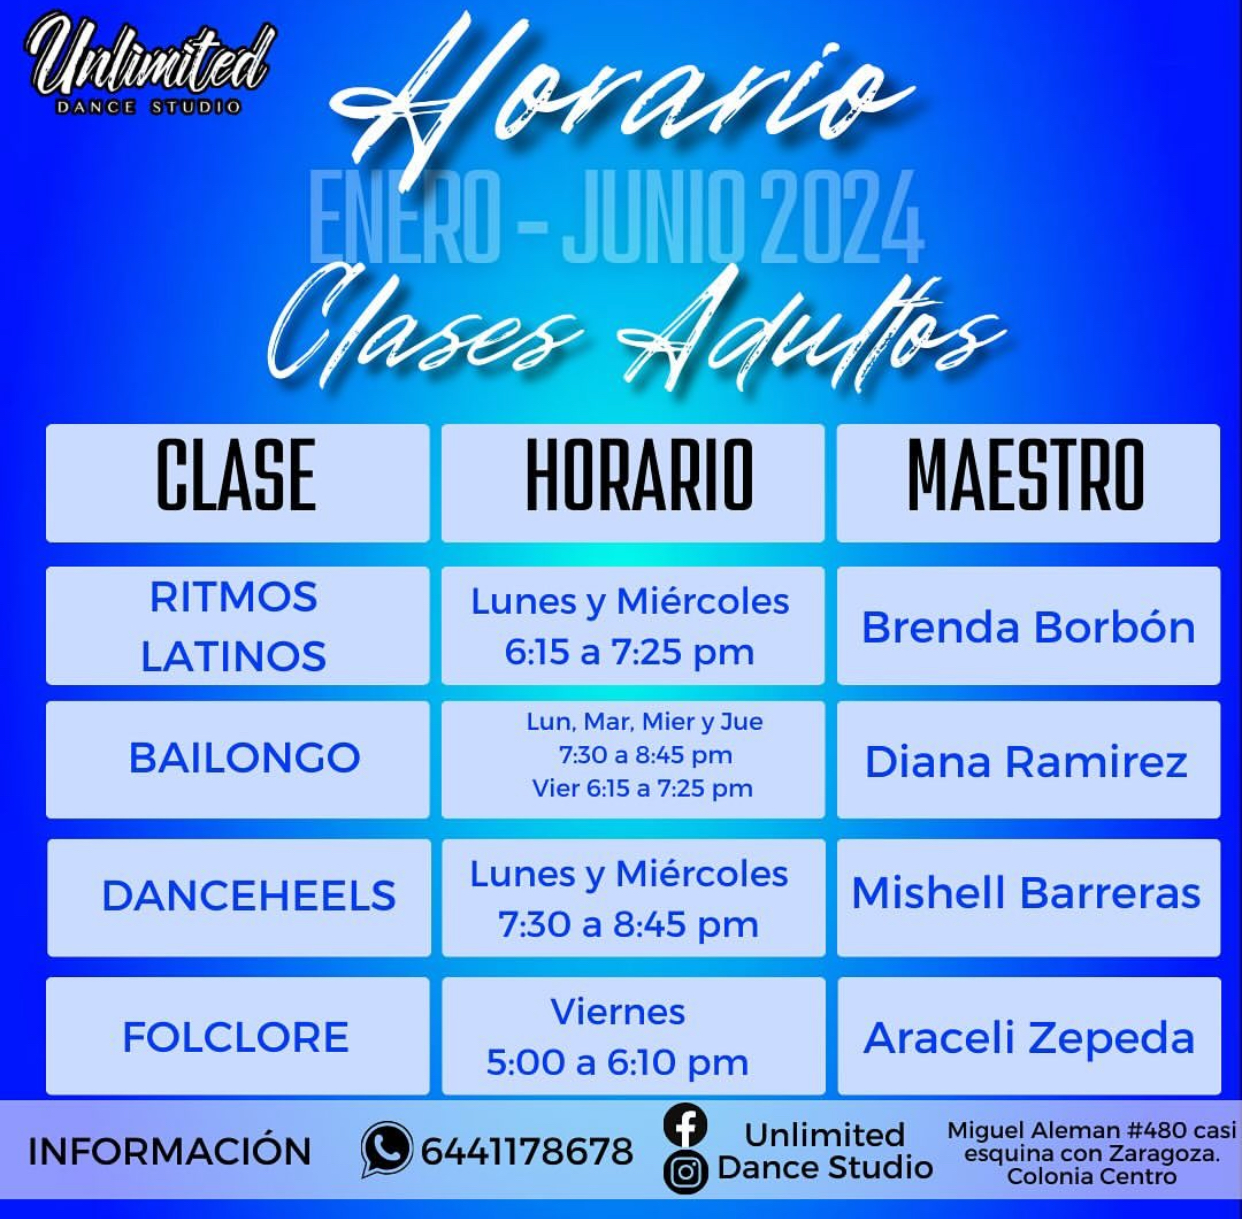 Unlimited
DANCE STUDIO
Horario
ENERO - JUNIO 2024
Clases Adultos
CLASE
HORARIO
MAESTRO
RITMOS
LATINOS
Lunes y Miércoles
6:15 a 7:25 pm
Brenda Borbón
BAILONGO
Lun, Mar, Mier y Jue
7:30 a 8:45 pm
Vier 6:15 a 7:25 pm
Diana Ramirez
DANCEHEELS
Lunes y Miércoles
7:30 a 8:45 pm
Mishell Barreras
FOLCLORE
Viernes
5:00 a 6:10 pm
Araceli Zepeda
INFORMACIÓN
6441178678
Unlimited
Dance Studio
Miguel Aleman #480 casi
esquina con Zaragoza.
Colonia Centro